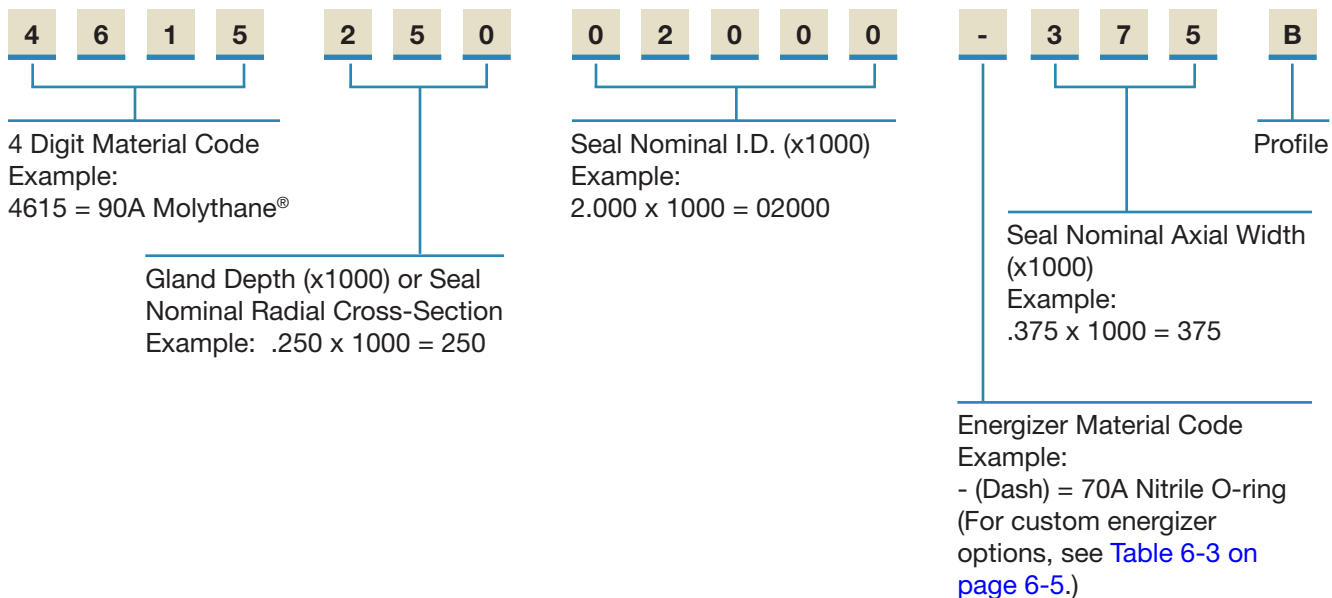 4 6 1 5 2 5 0 0 2 0 0 0 - 3 7 5 B
4 Digit Material Code
Example:
4615 = 90A Molythane®
Gland Depth (x1000) or Seal
Nominal Radial Cross-Section
Example: .250 x 1000 = 250
Seal Nominal I.D. (x1000)
Example:
2.000 x 1000 = 02000
Profile
Seal Nominal Axial Width
(x1000)
Example:
.375 x 1000 = 375
Energizer Material Code
Example:
- (Dash) = 70A Nitrile O-ring
(For custom energizer
options, see Table 6-3 on
page 6-5.)